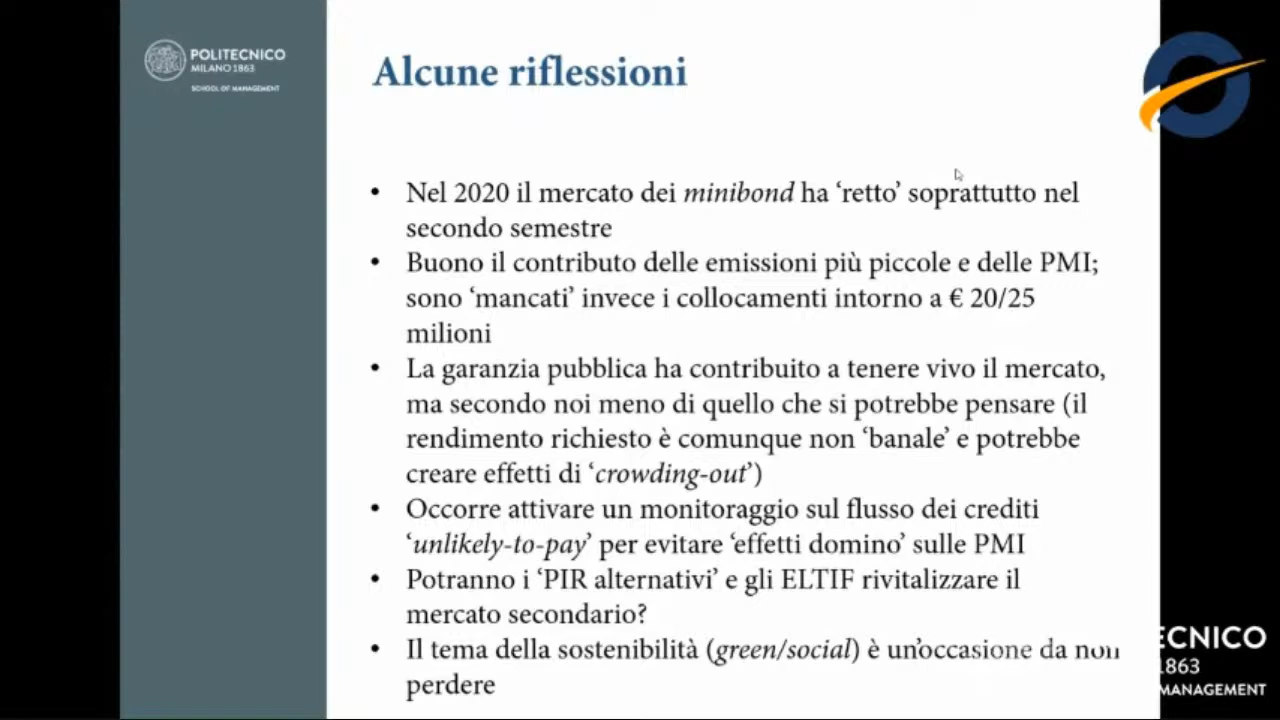 POLITECNICO
MILANO 1863
SCHOOL OF MANAGEMENT
Alcune riflessioni
• Nel 2020 il mercato dei minibond ha ‘retto’ soprattutto nel
secondo semestre
• Buono il contributo delle emissioni più piccole e delle PMI;
sono ‘mancati’ invece i collocamenti intorno a € 20/25
milioni
• La garanzia pubblica ha contribuito a tenere vivo il mercato,
ma secondo noi meno di quello che si potrebbe pensare (il
rendimento richiesto è comunque non ‘banale’ e potrebbe
creare effetti di ‘crowding-out’)
• Occorre attivare un monitoraggio sul flusso dei crediti
‘unlikely-to-pay’ per evitare ‘effetti domino’ sulle PMI
• Potranno i ‘PIR alternativi’ e gli ELTIF rivitalizzare il
mercato secondario?
• Il tema della sostenibilità (green/social) è un’occasione da non
perdere
ECNICO
1863
MANAGEMENT